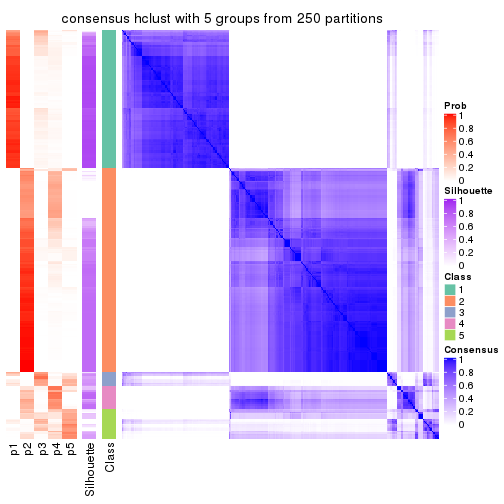 consensus hclust with 5 groups from 250 partitions
Prob
1
0.8
0.6
0.4
0.2
0
Silhouette
1
0.8
0.6
0.4
0.2
0
Class
1
2
3
4
5
Consensus
1
0.8
0.6
0.4
0.2
0
p1
p2
p3
p4
p5
Silhouette
Class